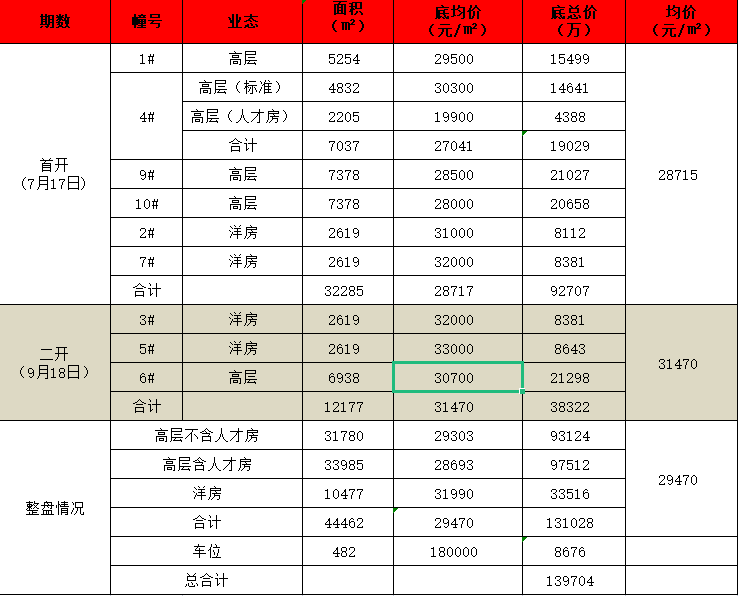 期数 幢号 业态 面积（m²） 底均价（元/m²） 底总价（万） 均价（元/m²）
首开（7月17日） 1# 高层 5254 29500 15499 28715
4# 高层（标准） 4832 30300 14641
高层（人才房） 2205 19900 4388
合计 7037 27041 19029
9# 高层 7378 28500 21027
10# 高层 7378 28000 20658
2# 洋房 2619 31000 8112
7# 洋房 2619 32000 8381
合计 32285 28717 92707
二开（9月18日） 3# 洋房 2619 32000 8381 31470
5# 洋房 2619 33000 8643
6# 高层 6938 30700 21298
合计 12177 31470 38322
整盘情况 高层不含人才房 31780 29303 93124 29470
高层含人才房 33985 28693 97512
洋房 10477 31990 33516
合计 44462 29470 131028
车位 482 180000 8676
总合计 139704